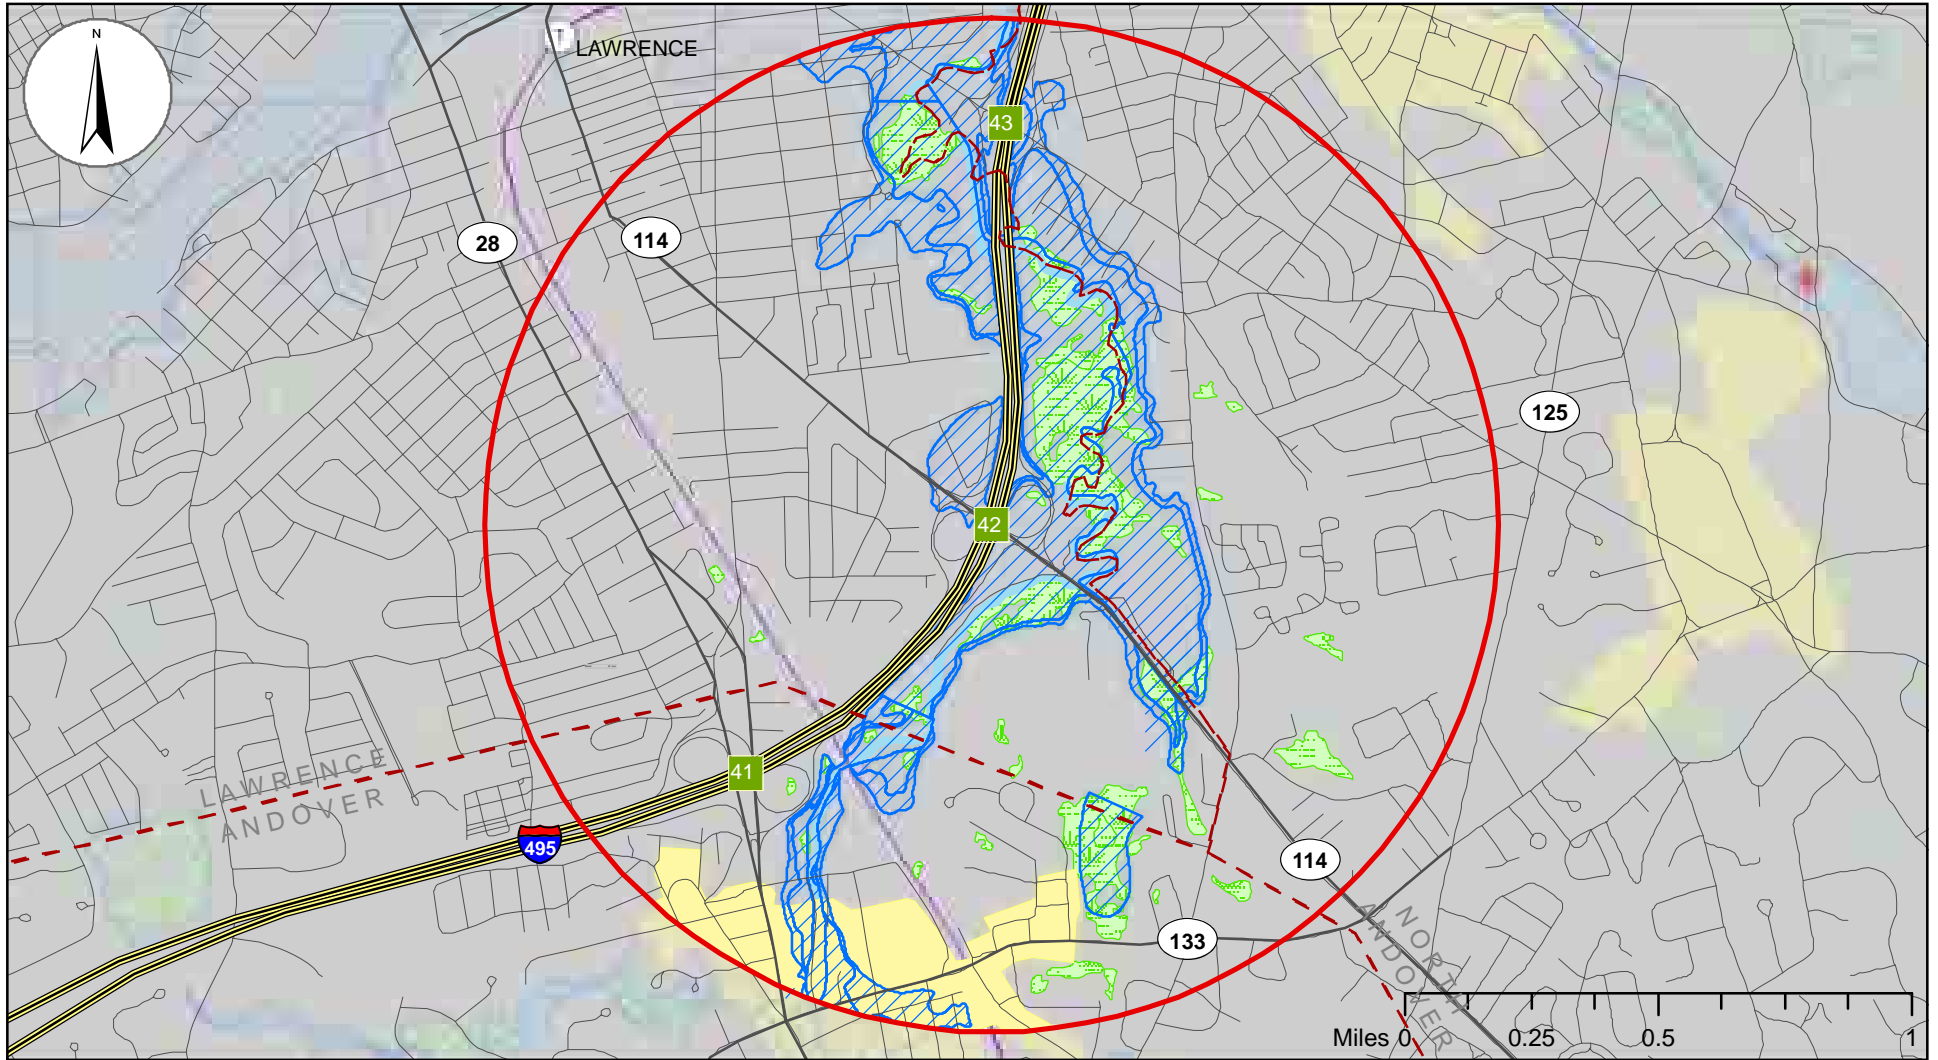 N
T
LAWRENCE
43
28
114
125
42
41
LAWRENCE
ANDOVER
495
114
133
NORTH
ANDOVER
Miles 0 0.25 0.5 1